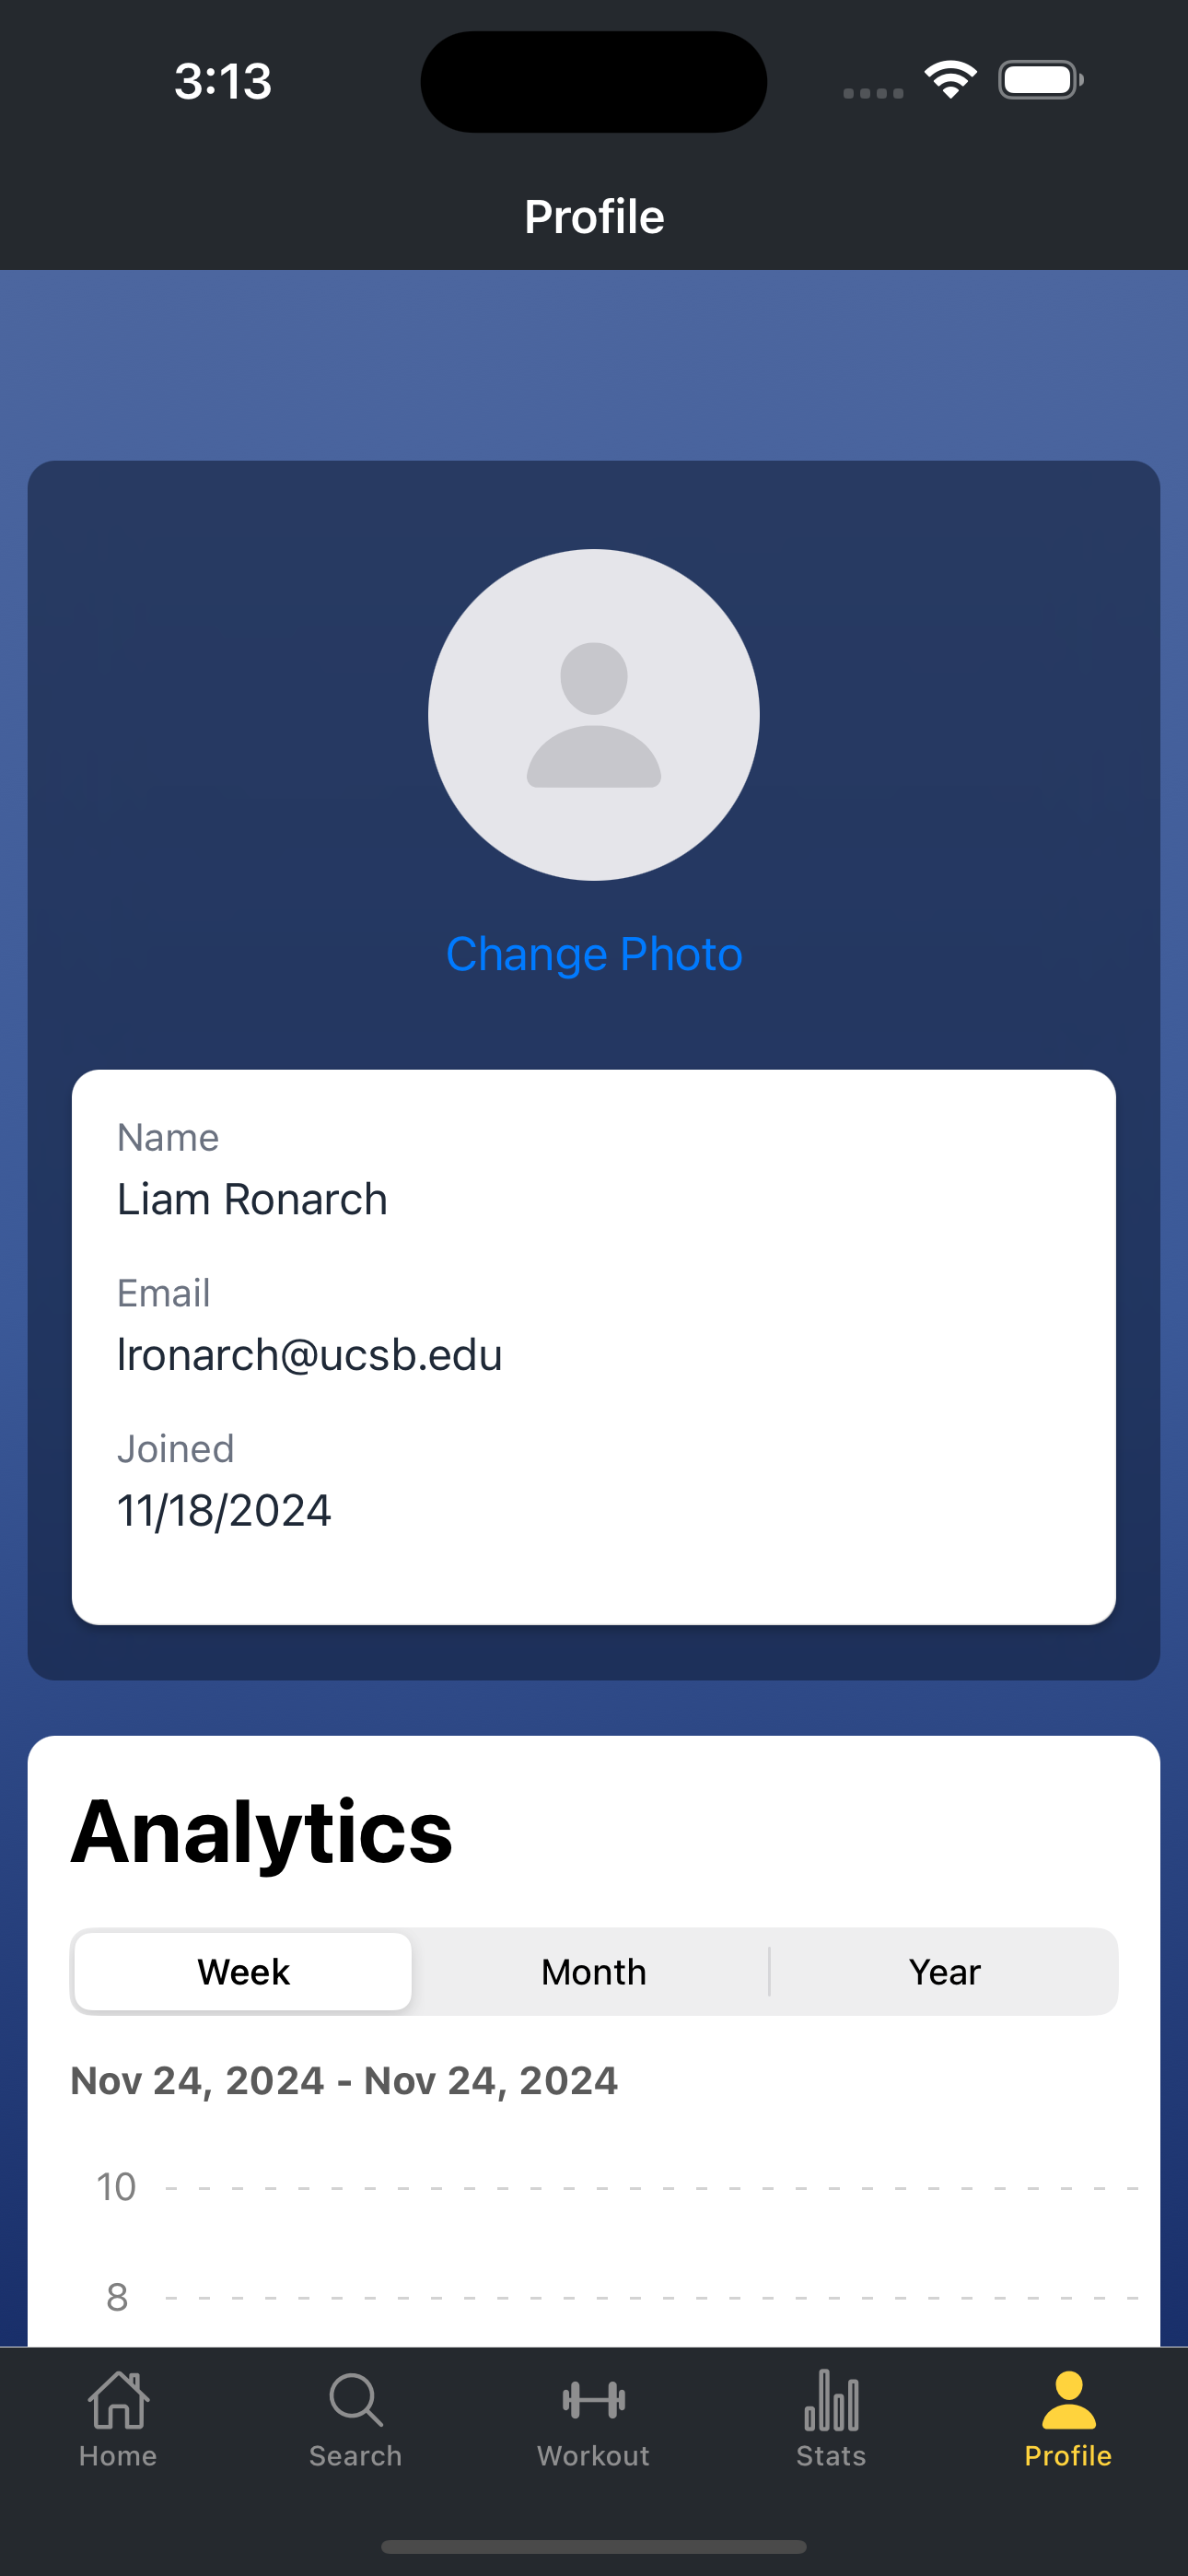 3:13
Profile
Change Photo
Name
Liam Ronarch
Email
lronarch@ucsb.edu
Joined
11/18/2024
Analytics
Week Month Year
Nov 24, 2024 - Nov 24, 2024
10
8
Home Search Workout Stats Profile